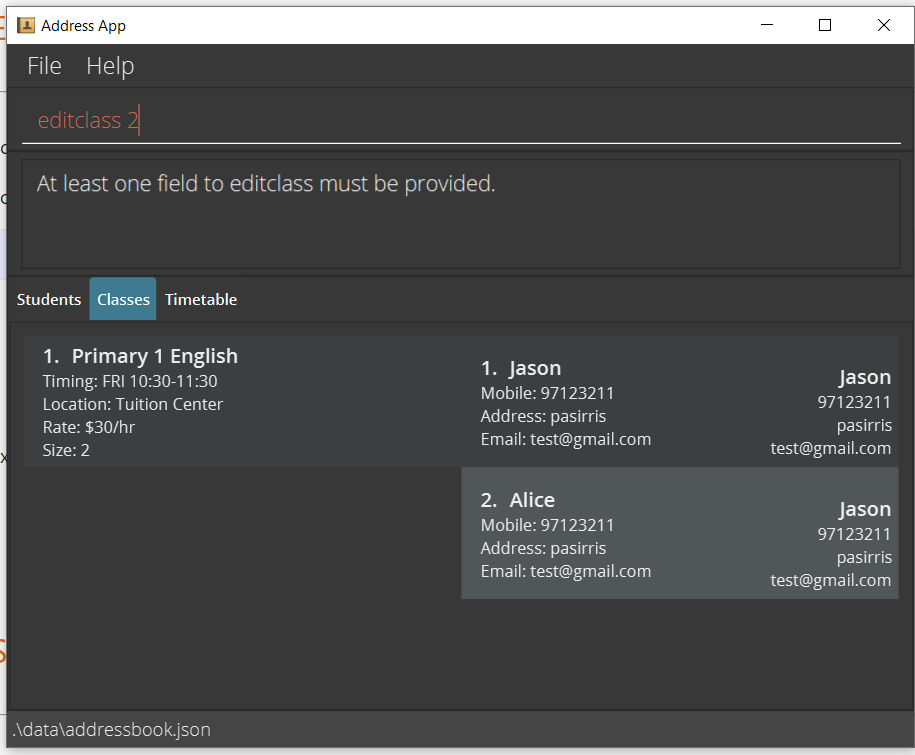 Address App
File Help
editclass 2
At least one field to editclass must be provided.
Students Classes Timetable
1. Primary 1 English
Timing: FRI 10:30-11:30
Location: Tuition Center
Rate: $30/hr
Size: 2
1. Jason
Mobile: 97123211
Address: pasirris
Email: test@gmail.com
Jason
97123211
pasirris
test@gmail.com
2. Alice
Mobile: 97123211
Address: pasirris
Email: test@gmail.com
Jason
97123211
pasirris
test@gmail.com
.\data\addressbook.json